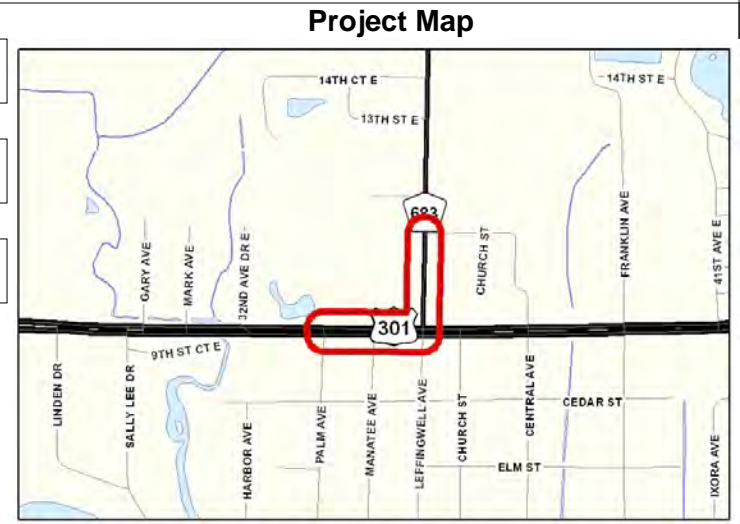 Project Map
14TH CT E
14TH ST E
13TH ST E
683
GARY AVE
MARK AVE
32ND AVE DR E
CHURCH ST
FRANKLIN AVE
41ST AVE E
301
9TH ST CT E
LINDEN DR
SALLY LEE DR
HARBOR AVE
PALM AVE
MANATEE AVE
LEFFINGWELL AVE
CHURCH ST
CENTRAL AVE
CEDAR ST
ELM ST
IXORA AVE